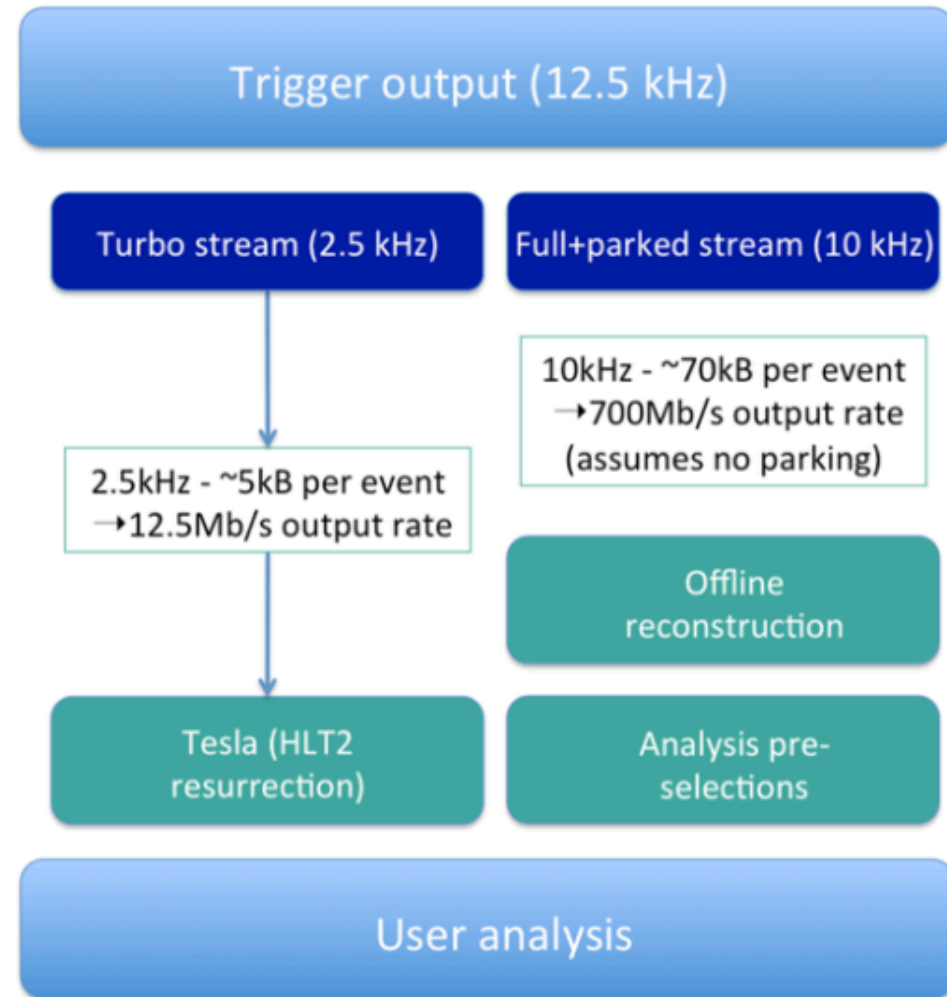 Trigger output (12.5 kHz)
Turbo stream (2.5 kHz)
Full+parked stream (10 kHz)
2.5kHz - ~5kB per event
→12.5Mb/s output rate
10kHz - ~70kB per event
→700Mb/s output rate
(assumes no parking)
Offline
reconstruction
Tesla (HLT2
resurrection)
Analysis pre-
selections
User analysis